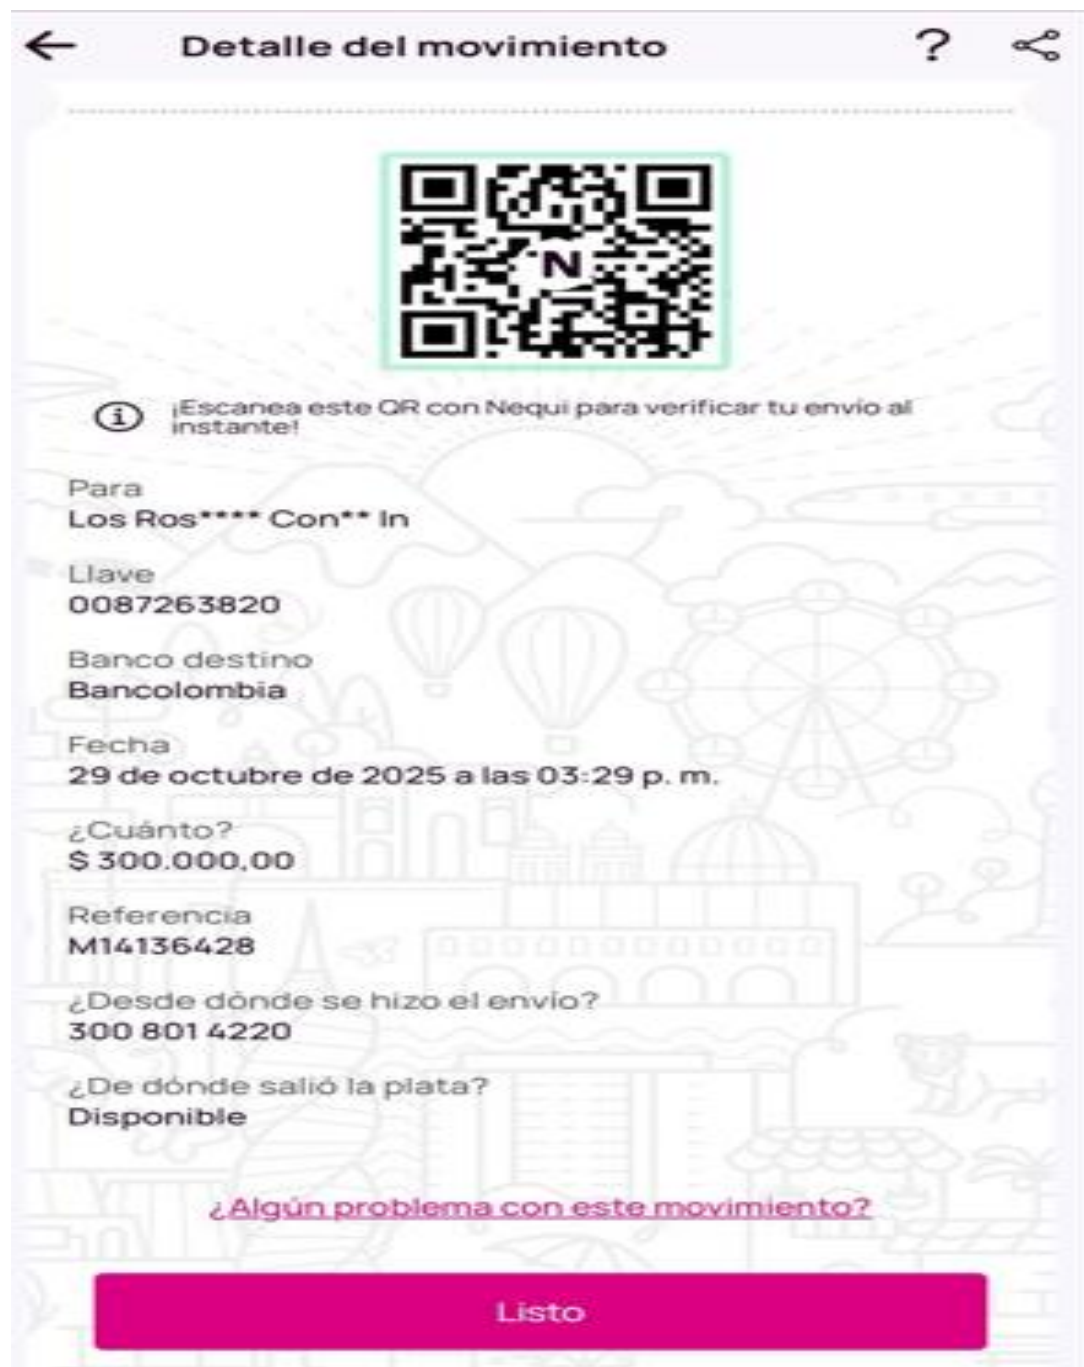 Detalle del movimiento ?
N
¡Escanea este QR con Nequi para verificar tu envío al
instante!
Para
Los Ros**** Con** In
Llave
0087263820
Banco destino
Bancolombia
Fecha
29 de octubre de 2025 a las 03:29 p. m.
¿Cuánto?
$ 300.000,00
Referencia
M14136428
¿Desde dónde se hizo el envío?
300 801 4220
¿De dónde salió la plata?
Disponible
¿Algún problema con este movimiento?
Listo